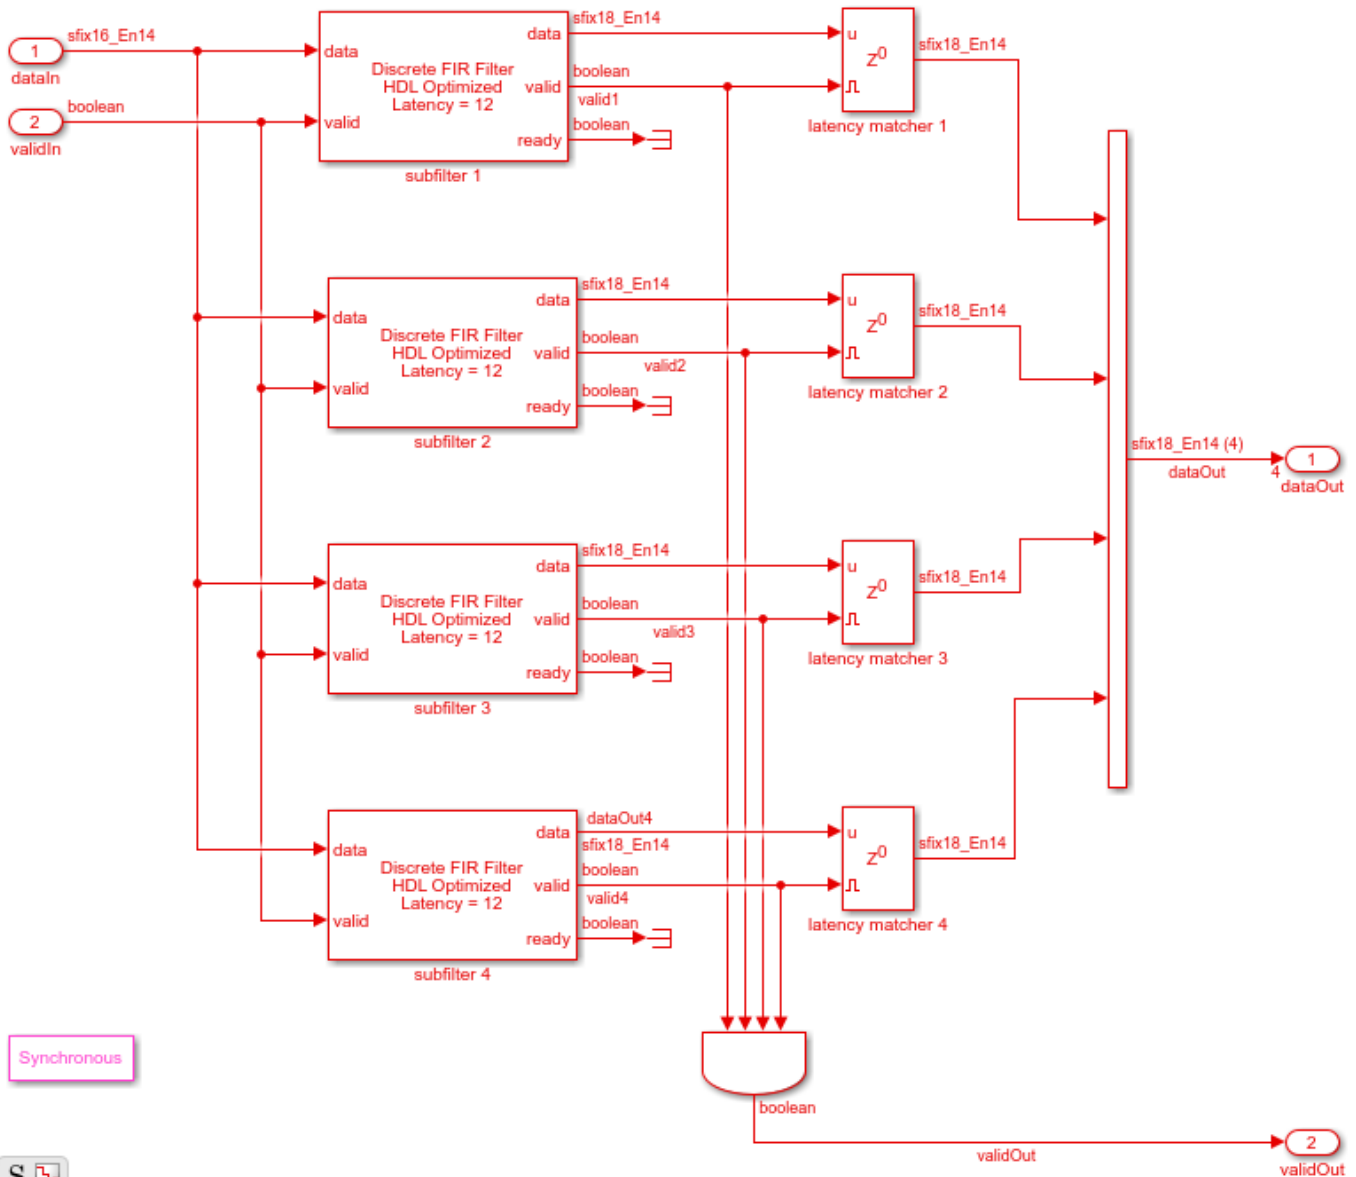 sfix16_En14
1
dataIn
boolean
2
validIn
data
valid
Discrete FIR Filter
HDL Optimized
Latency = 12
data
valid
ready
subfilter 1
sfix18_En14
boolean
valid1
boolean
u
Z0
latency matcher 1
sfix18_En14
data
valid
Discrete FIR Filter
HDL Optimized
Latency = 12
data
valid
ready
subfilter 2
sfix18_En14
boolean
valid2
boolean
u
Z0
latency matcher 2
sfix18_En14
data
valid
Discrete FIR Filter
HDL Optimized
Latency = 12
data
valid
ready
subfilter 3
sfix18_En14
boolean
valid3
boolean
u
Z0
latency matcher 3
sfix18_En14
data
valid
Discrete FIR Filter
HDL Optimized
Latency = 12
data
valid
ready
subfilter 4
dataOut4
sfix18_En14
boolean
valid4
boolean
u
Z0
latency matcher 4
sfix18_En14
sfix18_En14 (4)
dataOut
4
1
dataOut
Synchronous
boolean
validOut
2
validOut
S